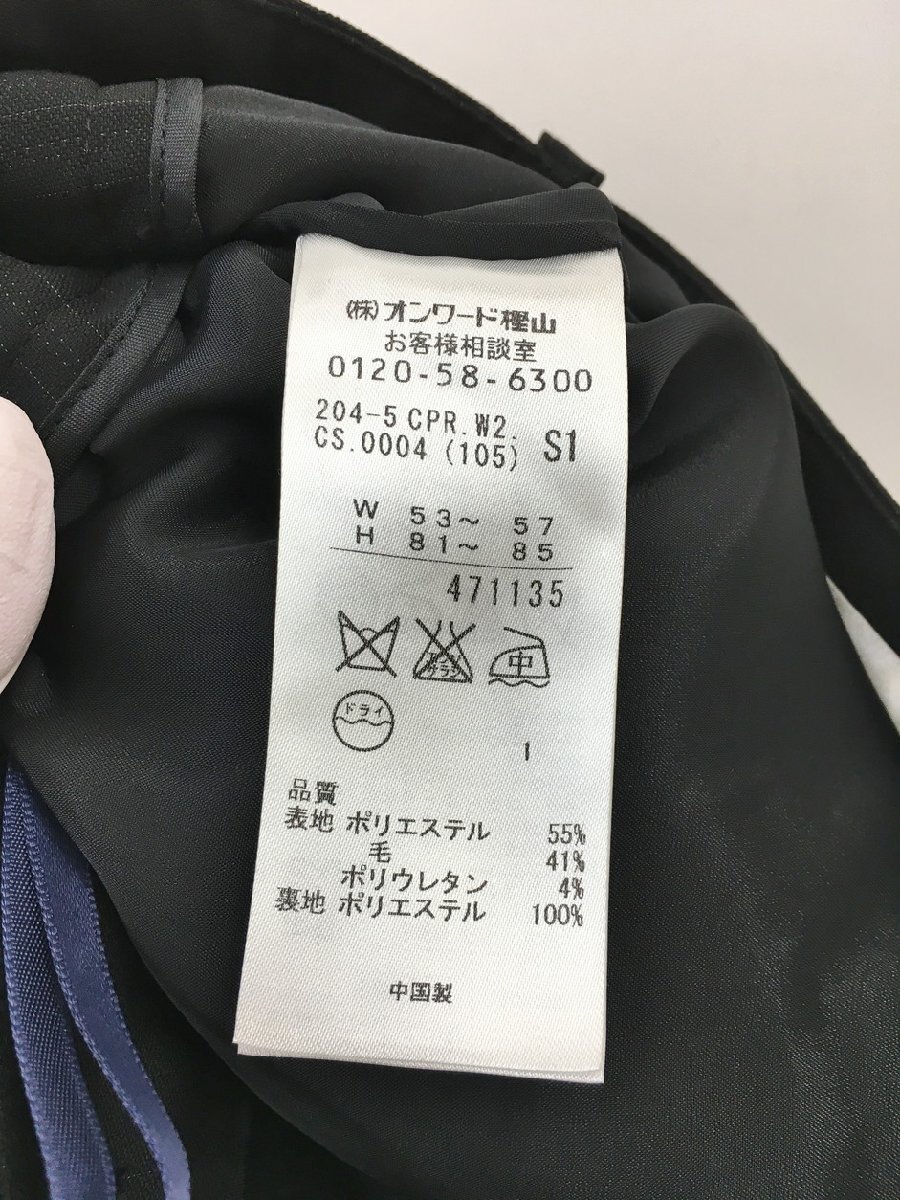 (株)オンワード樫山
お客様相談室
0120-58-6300
204-5 CPR.W2.
CS.0004 (105) S1
W 53～ 57
H 81～ 85
471135
中
ドライ
1
品質
表地 ポリエステル 55%
毛 41%
ポリウレタン 4%
裏地 ポリエステル 100%
中国製